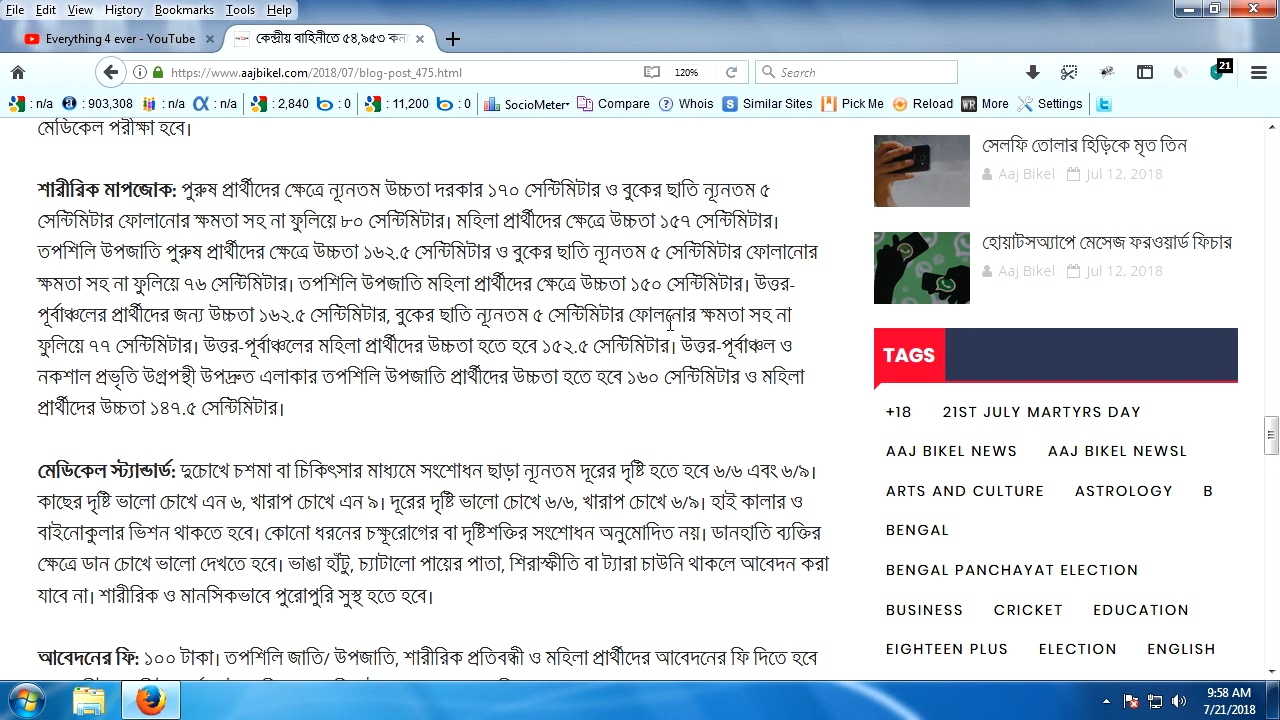 File Edit View History Bookmarks Tools Help
Everything 4 ever - YouTube
কেন্দ্রীয় বাহিনীতে ৫৪,৯৫৩ কন
https://www.aajbikel.com/2018/07/blog-post_475.html
120%
Search
21
: n/a : 903,308 : n/a : n/a : 2,840 : 0 : 11,200 : 0 SocioMeter Compare Whois Similar Sites Pick Me Reload WR More Settings
মেডিকেল পরীক্ষা হবে।
শারীরিক মাপজোক: পুরুষ প্রার্থীদের ক্ষেত্রে ন্যূনতম উচ্চতা দরকার ১৭০ সেন্টিমিটার ও বুকের ছাতি ন্যূনতম ৫
সেন্টিমিটার ফোলানোর ক্ষমতা সহ না ফুলিয়ে ৮০ সেন্টিমিটার। মহিলা প্রার্থীদের ক্ষেত্রে উচ্চতা ১৫৭ সেন্টিমিটার।
তপশিলি উপজাতি পুরুষ প্রার্থীদের ক্ষেত্রে উচ্চতা ১৬২.৫ সেন্টিমিটার ও বুকের ছাতি ন্যূনতম ৫ সেন্টিমিটার ফোলানোর
ক্ষমতা সহ না ফুলিয়ে ৭৬ সেন্টিমিটার। তপশিলি উপজাতি মহিলা প্রার্থীদের ক্ষেত্রে উচ্চতা ১৫০ সেন্টিমিটার। উত্তর-
পূর্বাঞ্চলের প্রার্থীদের জন্য উচ্চতা ১৬২.৫ সেন্টিমিটার, বুকের ছাতি ন্যূনতম ৫ সেন্টিমিটার ফোলানোর ক্ষমতা সহ না
ফুলিয়ে ৭৭ সেন্টিমিটার। উত্তর-পূর্বাঞ্চলের মহিলা প্রার্থীদের উচ্চতা হতে হবে ১৫২.৫ সেন্টিমিটার। উত্তর-পূর্বাঞ্চল ও
নকশাল প্রভৃতি উগ্রপন্থী উপদ্রুত এলাকার তপশিলি উপজাতি প্রার্থীদের উচ্চতা হতে হবে ১৬০ সেন্টিমিটার ও মহিলা
প্রার্থীদের উচ্চতা ১৪৭.৫ সেন্টিমিটার।
মেডিকেল স্ট্যান্ডার্ড: দুচোখে চশমা বা চিকিৎসার মাধ্যমে সংশোধন ছাড়া ন্যূনতম দূরের দৃষ্টি হতে হবে ৬/৬ এবং ৬/৯।
কাছের দৃষ্টি ভালো চোখে এন ৬, খারাপ চোখে এন ৯। দূরের দৃষ্টি ভালো চোখে ৬/৬, খারাপ চোখে ৬/৯। হাই কালার ও
বাইনোকুলার ভিশন থাকতে হবে। কোনো ধরনের চক্ষূরোগের বা দৃষ্টিশক্তির সংশোধন অনুমোদিত নয়। ডানহাতি ব্যক্তির
ক্ষেত্রে ডান চোখে ভালো দেখতে হবে। ভাঙা হাঁটু, চ্যাটালো পায়ের পাতা, শিরাস্ফীতি বা ট্যারা চাউনি থাকলে আবেদন করা
যাবে না। শারীরিক ও মানসিকভাবে পুরোপুরি সুস্থ হতে হবে।
আবেদনের ফি: ১০০ টাকা। তপশিলি জাতি/ উপজাতি, শারীরিক প্রতিবন্ধী ও মহিলা প্রার্থীদের আবেদনের ফি দিতে হবে
সেলফি তোলার হিড়িকে মৃত তিন
Aaj Bikel Jul 12, 2018
হোয়াটসঅ্যাপে মেসেজ ফরওয়ার্ড ফিচার
Aaj Bikel Jul 12, 2018
TAGS
+18 21ST JULY MARTYRS DAY
AAJ BIKEL NEWS AAJ BIKEL NEWSL
ARTS AND CULTURE ASTROLOGY B
BENGAL
BENGAL PANCHAYAT ELECTION
BUSINESS CRICKET EDUCATION
EIGHTEEN PLUS ELECTION ENGLISH
9:58 AM
7/21/2018